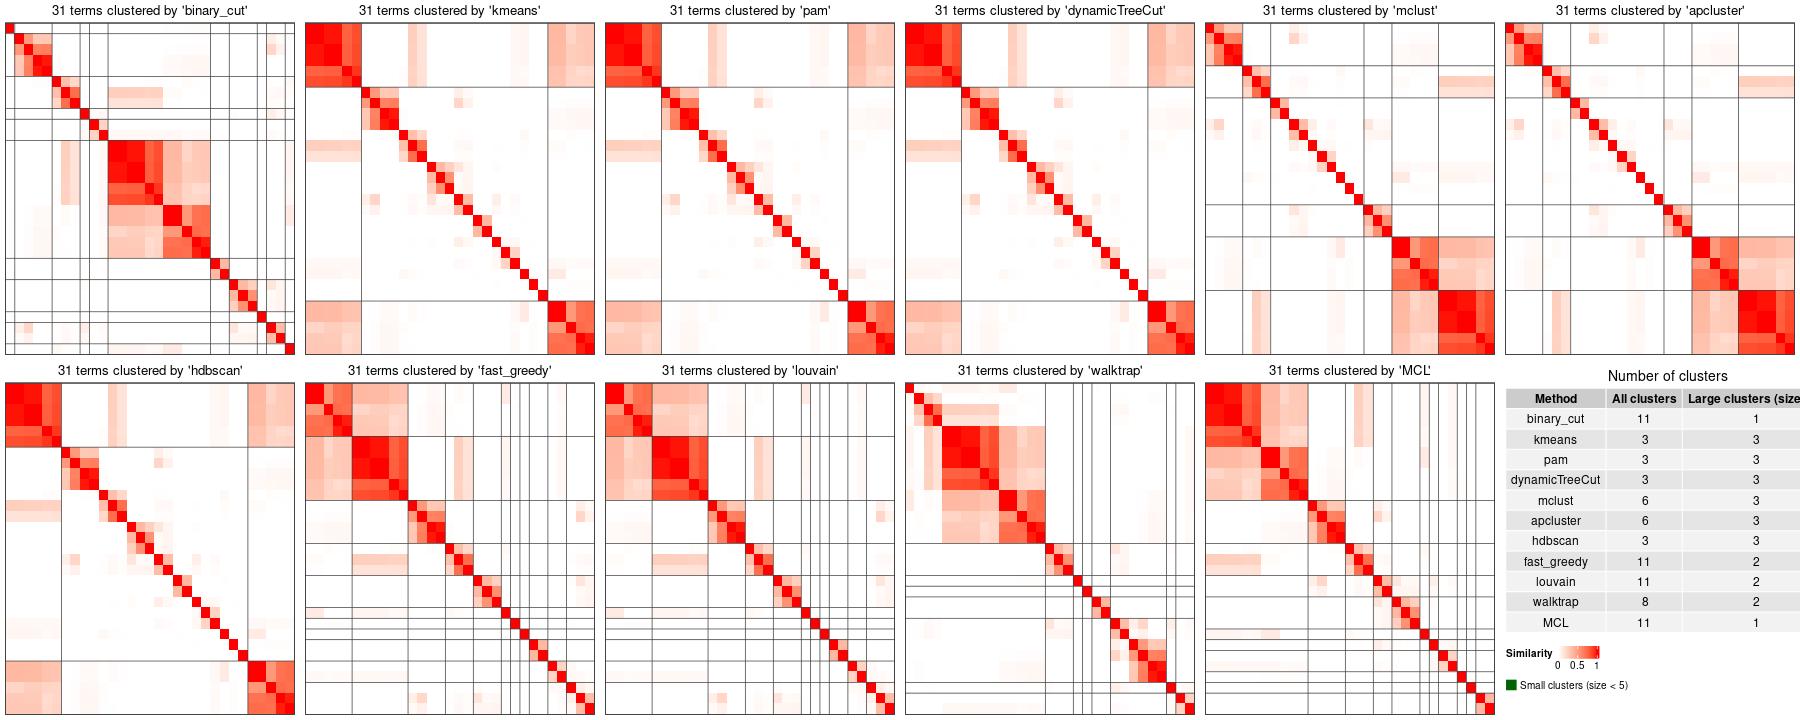 31 terms clustered by 'binary_cut'
31 terms clustered by 'kmeans'
31 terms clustered by 'pam'
31 terms clustered by 'dynamicTreeCut'
31 terms clustered by 'mclust'
31 terms clustered by 'apcluster'
31 terms clustered by 'hdbscan'
31 terms clustered by 'fast_greedy'
31 terms clustered by 'louvain'
31 terms clustered by 'walktrap'
31 terms clustered by 'MCL'
Number of clusters
Method All clusters Large clusters (size
binary_cut 11 1
kmeans 3 3
pam 3 3
dynamicTreeCut 3 3
mclust 6 3
apcluster 6 3
hdbscan 3 3
fast_greedy 11 2
louvain 11 2
walktrap 8 2
MCL 11 1
Similarity
0 0.5 1
Small clusters (size < 5)